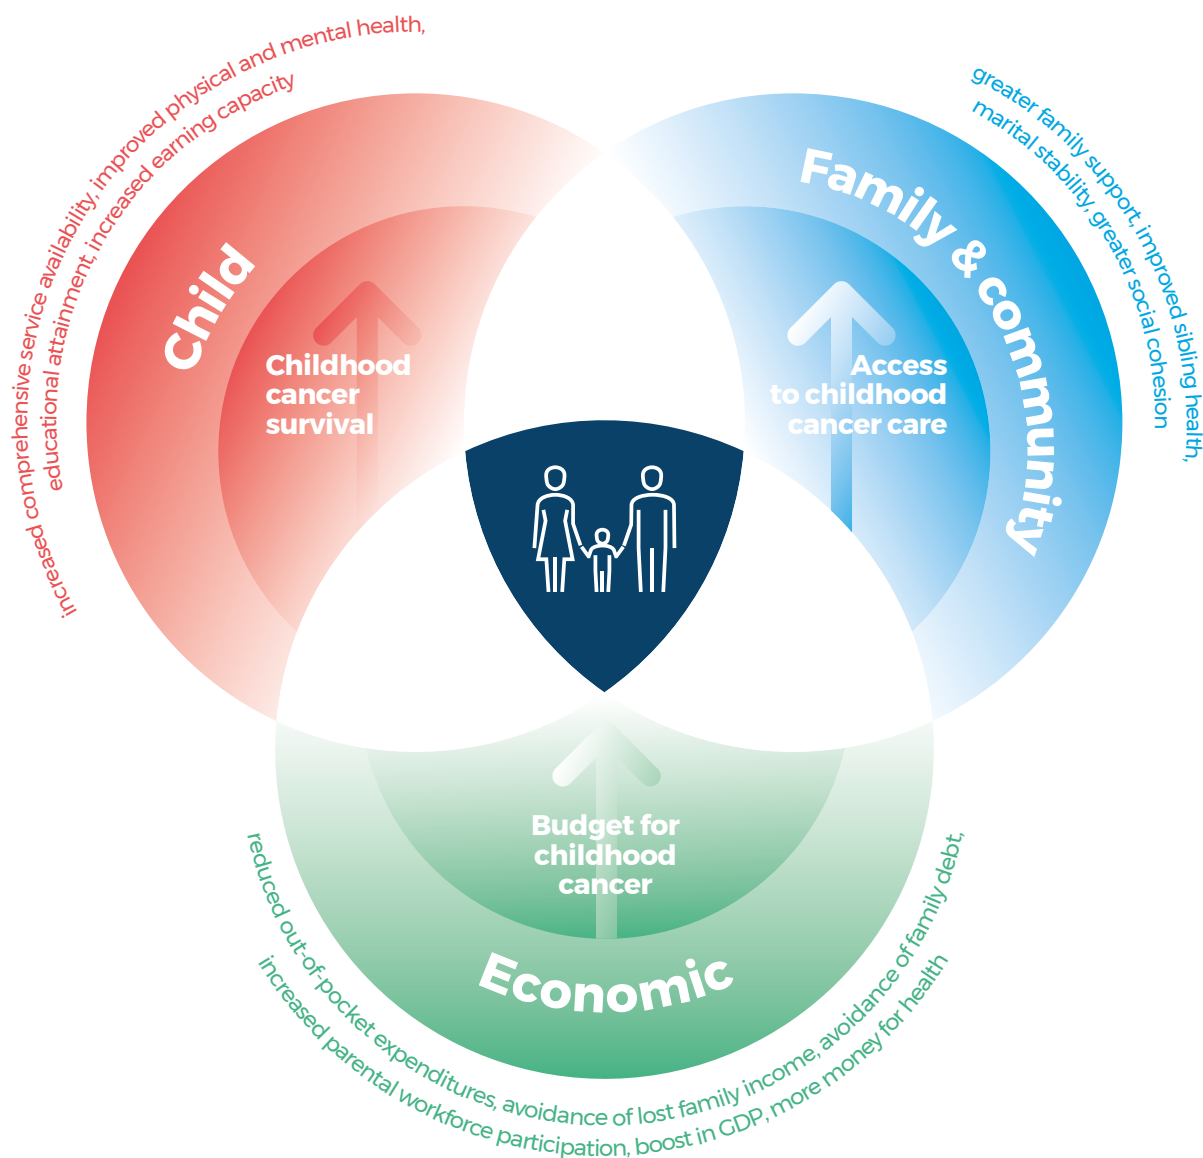 increased comprehensive service availability, improved physical and mental health,
educational attainment, increased earning capacity
Child
Childhood
cancer
survival
greater family support, improved sibling health,
marital stability, greater social cohesion
Family & community
Access
to childhood
cancer care
Budget for
childhood
cancer
Economic
reduced out-of-pocket expenditures, avoidance of lost family income, avoidance of family debt,
increased parental workforce participation, boost in GDP, more money for health